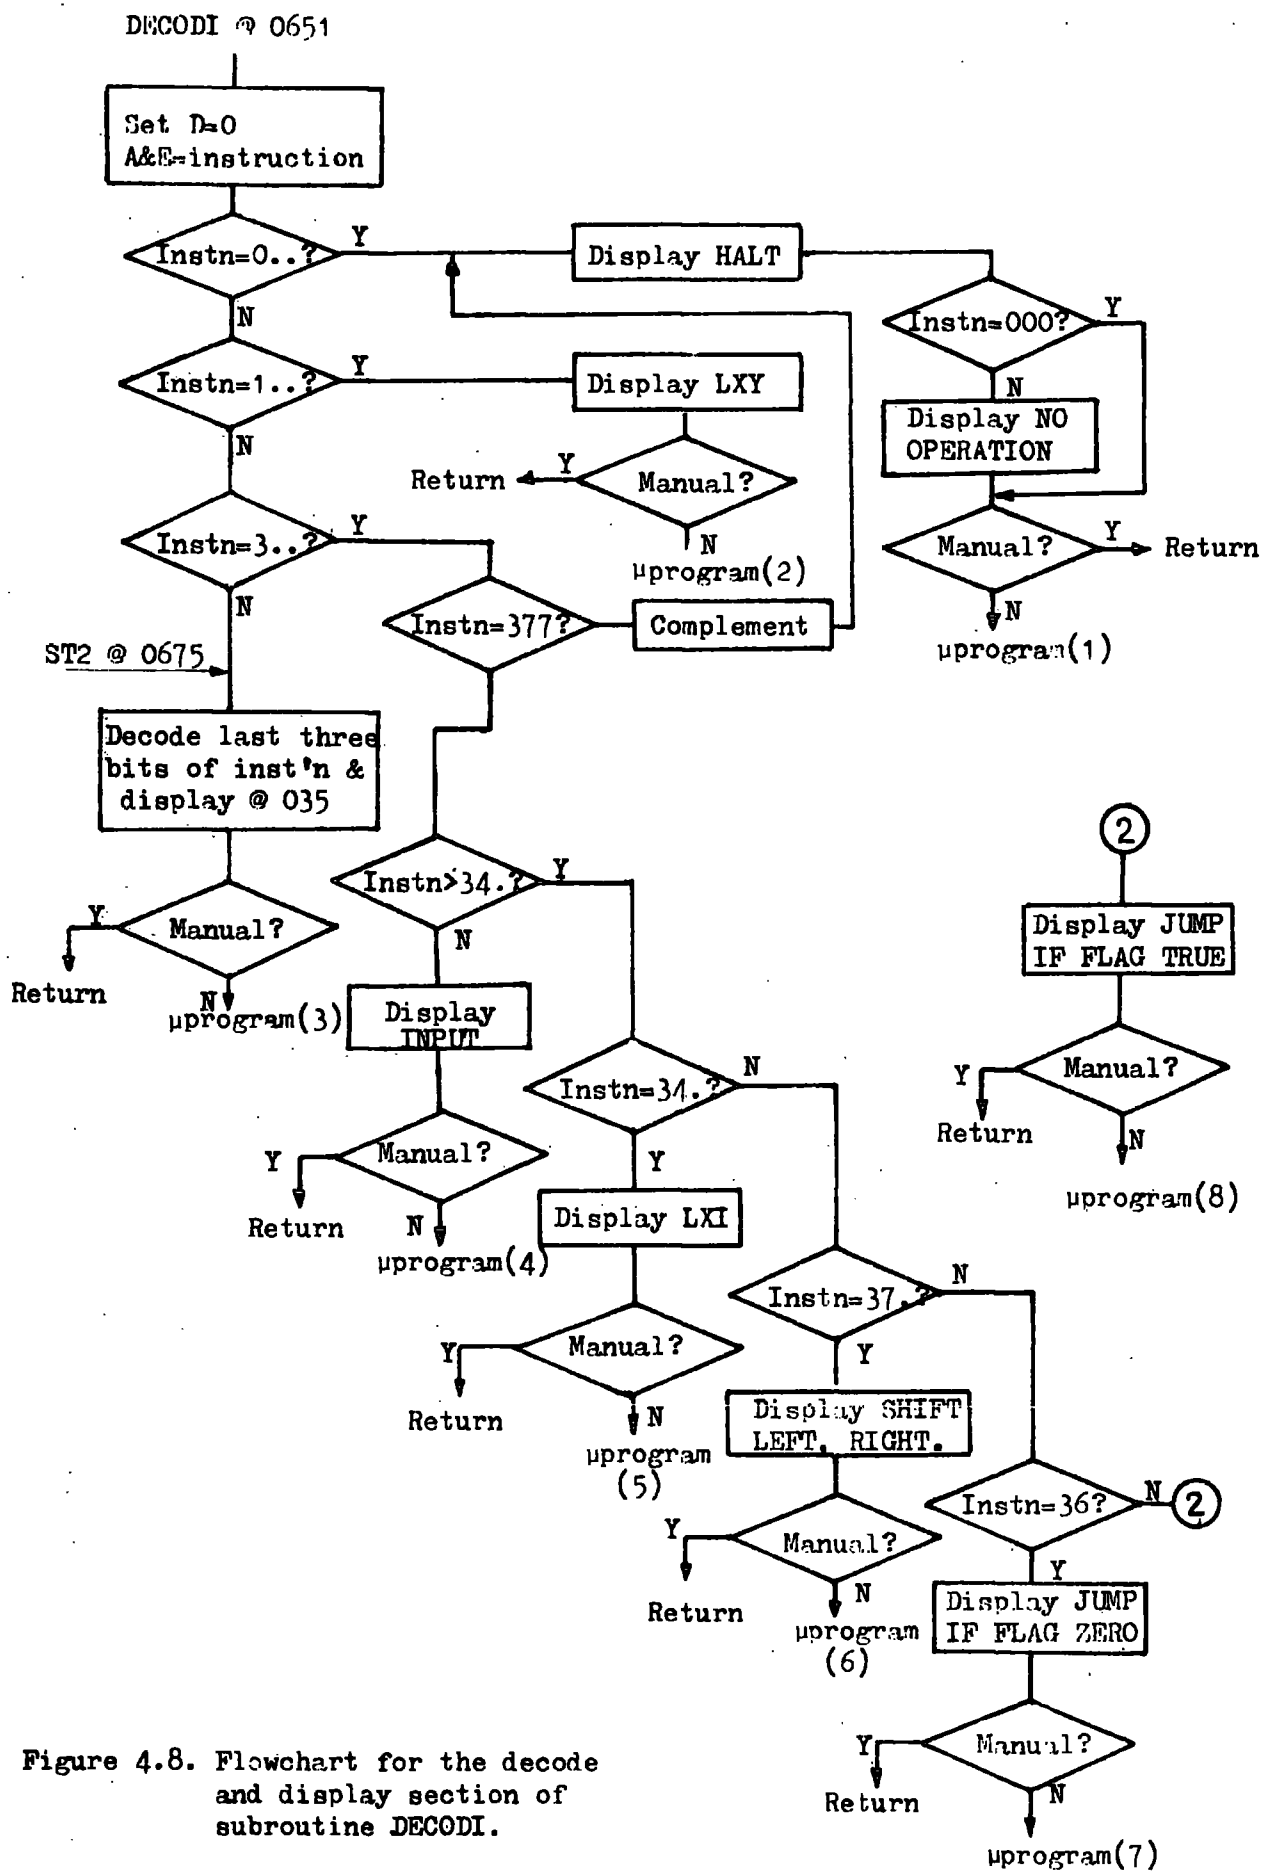 DECODI @ 0651
Set D=0
A&E=instruction
Instn=0..?
Y
Display HALT
N
Instn=000?
Y
N
Display NO
OPERATION
Instn=1..?
Y
Display LXY
N
Manual?
Y
Return
N
µprogram(2)
Manual?
Y
Return
N
µprogram(1)
Instn=3..?
Y
N
Instn=377?
Complement
ST2 @ 0675
Decode last three
bits of inst'n &
display @ 035
Manual?
Y
Return
N
µprogram(3)
Instn>34.?
Y
N
Display
INPUT
Manual?
Y
Return
N
µprogram(4)
Instn=34.?
N
Y
Display LXI
Manual?
Y
Return
N
µprogram
(5)
Instn=37.?
N
Y
Display SHIFT
LEFT. RIGHT.
Manual?
Y
Return
N
µprogram
(6)
Instn=36?
N
2
Y
Display JUMP
IF FLAG ZERO
Manual?
Y
Return
N
µprogram(7)
2
Display JUMP
IF FLAG TRUE
Manual?
Y
Return
N
µprogram(8)
Figure 4.8. Flowchart for the decode
and display section of
subroutine DECODI.